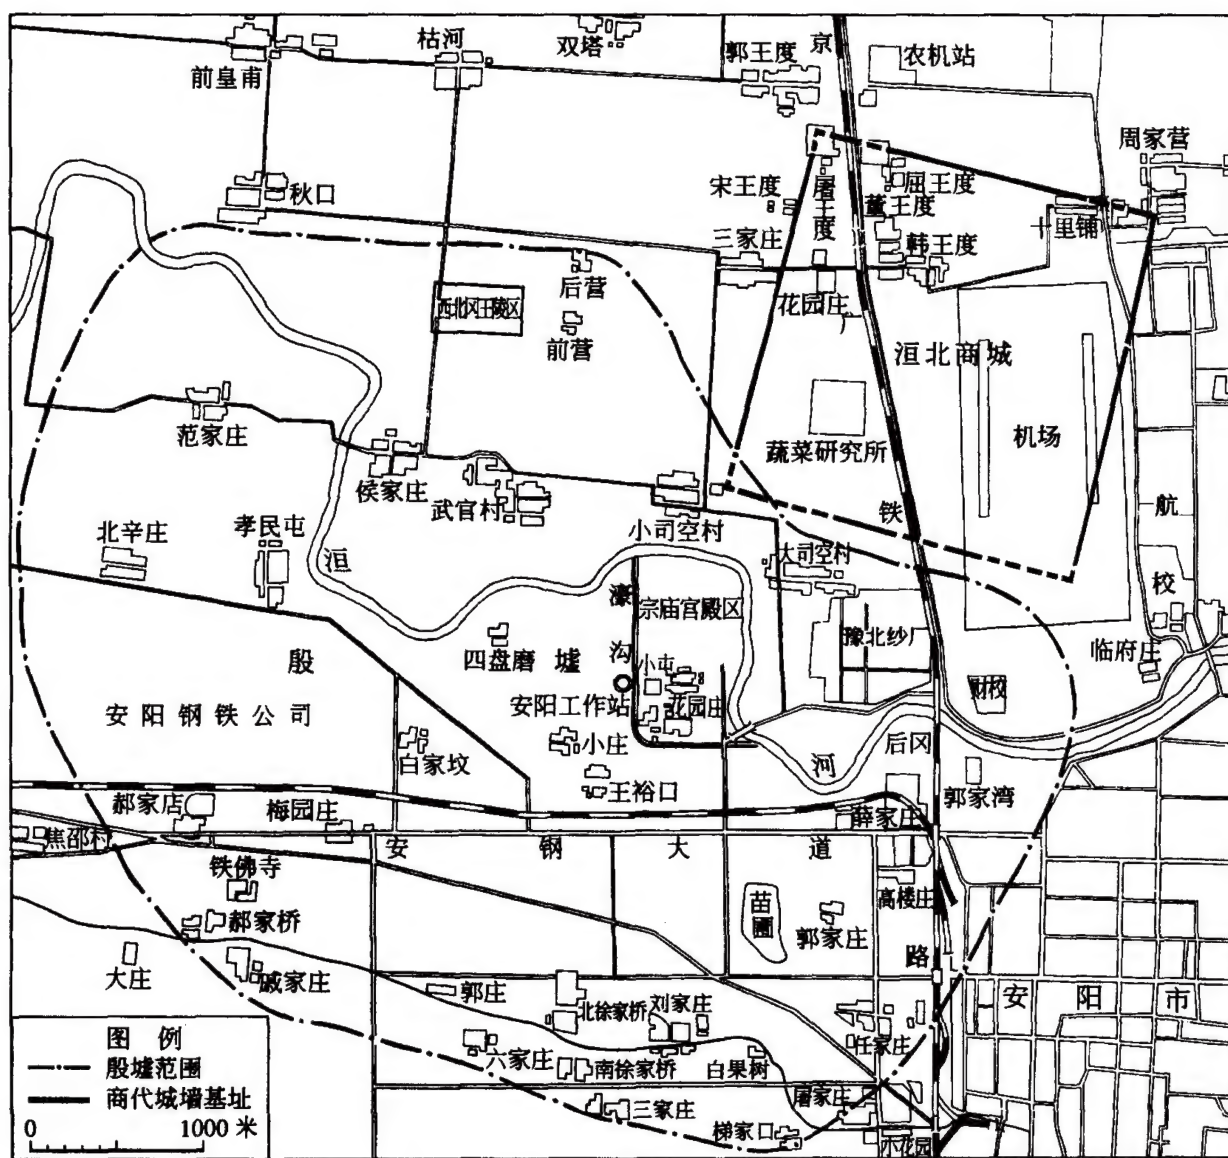 枯河
双塔
郭王度
京
农机站
前皇甫
周家营
秋口
宋王度
屠王度
屈王度
董王度
十里铺
三家庄
韩王度
后营
花园庄
西北冈王陵区
前营
洹北商城
范家庄
蔬菜研究所
机场
侯家庄
武官村
铁
航
北辛庄
孝民屯
小司空村
洹
大司空村
校
濠
宗庙宫殿区
殷
四盘磨
墟
沟
小屯
豫北纱厂
临府庄
安阳钢铁公司
安阳工作站
花园庄
财校
白家坟
小庄
河
后冈
王裕口
郭家湾
郝家店
梅园庄
薛家庄
焦邵村
安
钢
大
道
铁佛寺
苗圃
高楼庄
郝家桥
郭家庄
路
大庄
戚家庄
郭庄
北徐家桥
刘家庄
安
阳
市
图 例
六家庄
南徐家桥
白果树
任家庄
殷墟范围
商代城墙基址
三家庄
屠家庄
0
1000 米
梯家口
小花园